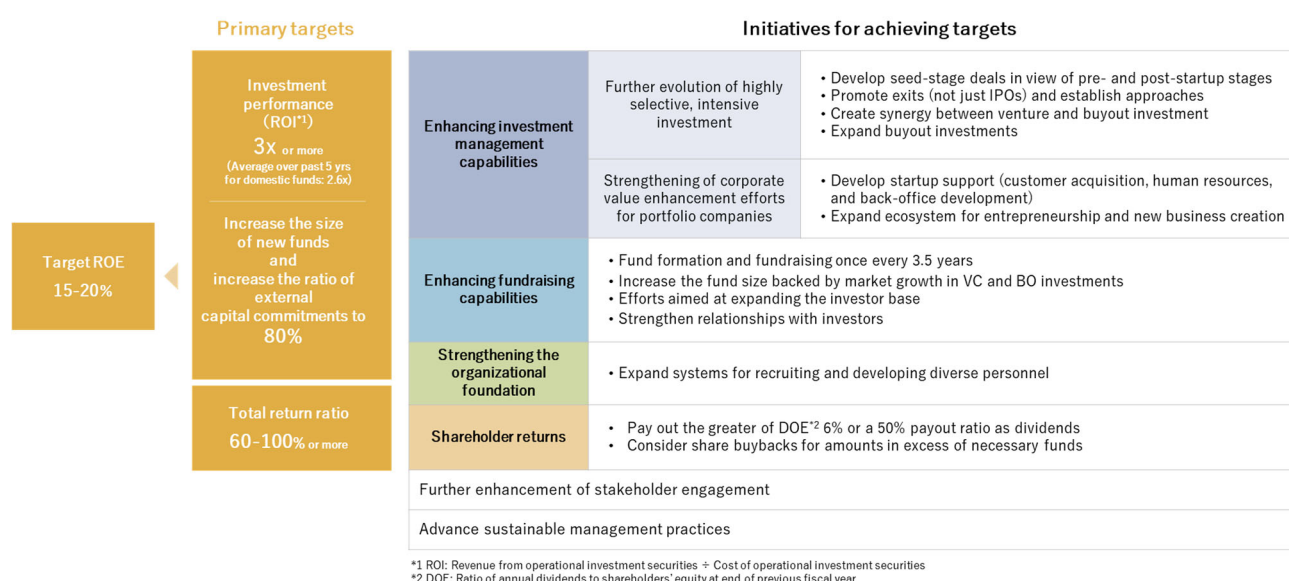 Primary targets
Initiatives for achieving targets
Target ROE
15-20%
Investment
performance
(ROI*1)
3x or more
(Average over past 5 yrs
for domestic funds: 2.6x)
Increase the size
of new funds
and
increase the ratio of
external
capital commitments to
80%
Total return ratio
60-100% or more
Enhancing investment
management
capabilities
Further evolution of highly
selective, intensive
investment
• Develop seed-stage deals in view of pre- and post-startup stages
• Promote exits (not just IPOs) and establish approaches
• Create synergy between venture and buyout investment
• Expand buyout investments
Strengthening of corporate
value enhancement efforts
for portfolio companies
• Develop startup support (customer acquisition, human resources,
and back-office development)
• Expand ecosystem for entrepreneurship and new business creation
Enhancing fundraising
capabilities
• Fund formation and fundraising once every 3.5 years
• Increase the fund size backed by market growth in VC and BO investments
• Efforts aimed at expanding the investor base
• Strengthen relationships with investors
Strengthening the
organizational
foundation
• Expand systems for recruiting and developing diverse personnel
Shareholder returns
• Pay out the greater of DOE*2 6% or a 50% payout ratio as dividends
• Consider share buybacks for amounts in excess of necessary funds
Further enhancement of stakeholder engagement
Advance sustainable management practices
*1 ROI: Revenue from operational investment securities ÷ Cost of operational investment securities
*2 DOE: Ratio of annual dividends to shareholders' equity at end of previous fiscal year